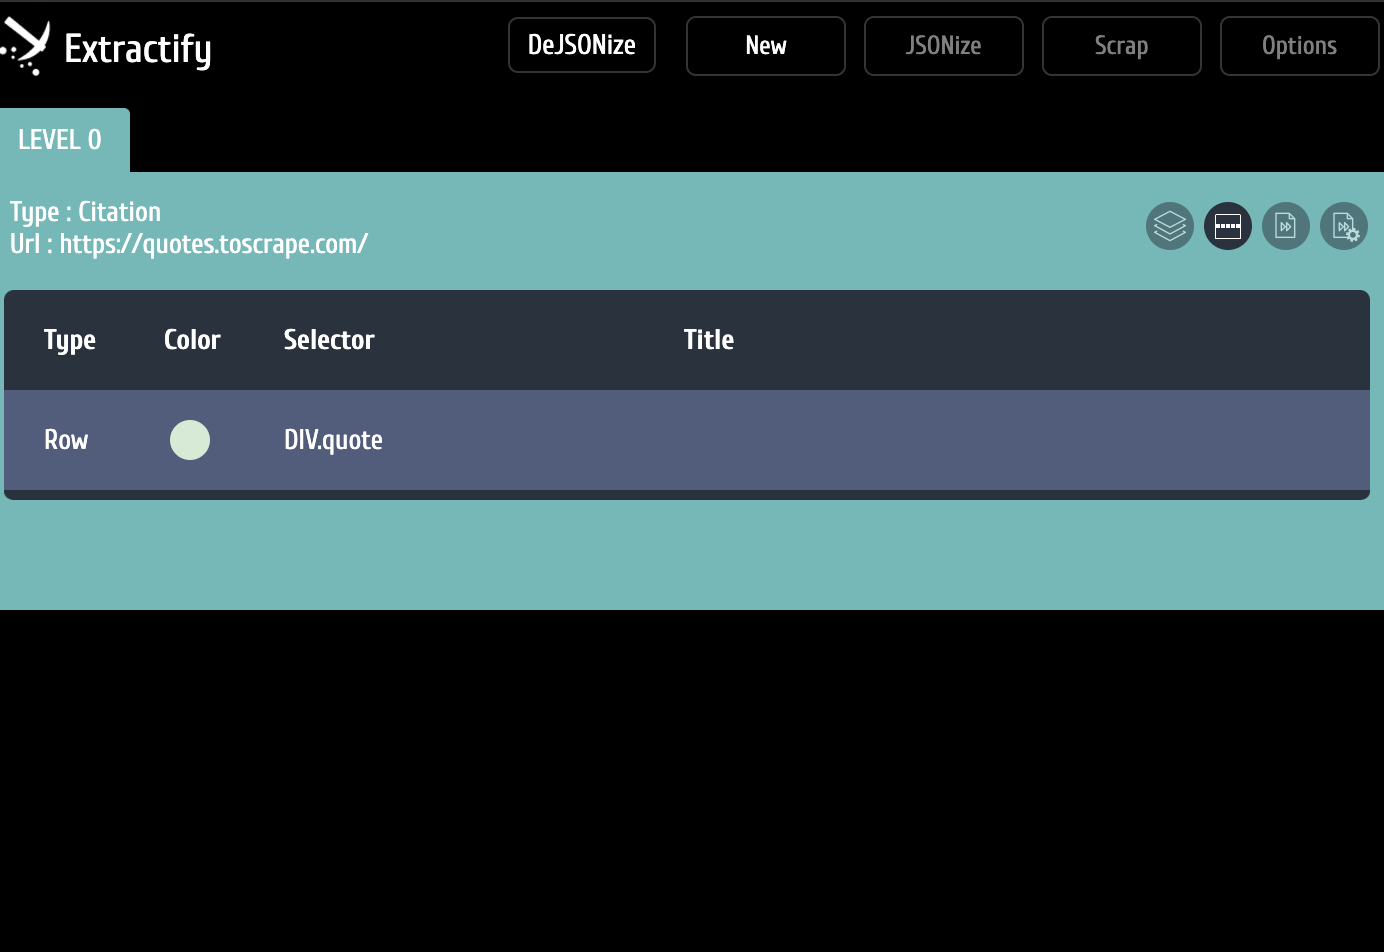 Extractify
DeJSONize
New
JSONize
Scrap
Options
LEVEL 0
Type : Citation
Url : https://quotes.toscrape.com/
Type Color Selector Title
Row DIV.quote